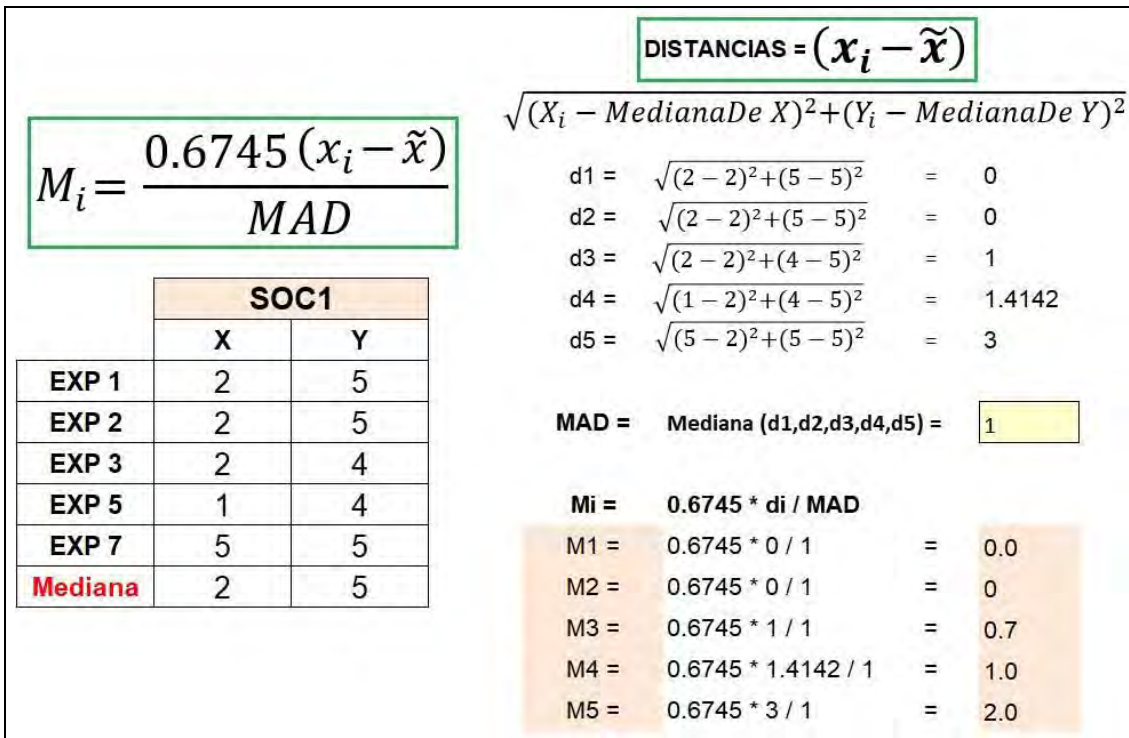 DISTANCIAS = (x_i − x̃)
√((X_i − MedianaDe X)²+(Y_i − MedianaDe Y)²)
M_i = 0.6745 (x_i − x̃) / MAD
d1 = √((2 − 2)²+(5 − 5)²) = 0
d2 = √((2 − 2)²+(5 − 5)²) = 0
d3 = √((2 − 2)²+(4 − 5)²) = 1
d4 = √((1 − 2)²+(4 − 5)²) = 1.4142
d5 = √((5 − 2)²+(5 − 5)²) = 3
SOC1
X Y
EXP 1 2 5
EXP 2 2 5
EXP 3 2 4
EXP 5 1 4
EXP 7 5 5
Mediana 2 5
MAD = Mediana (d1,d2,d3,d4,d5) = 1
Mi = 0.6745 * di / MAD
M1 = 0.6745 * 0 / 1 = 0.0
M2 = 0.6745 * 0 / 1 = 0
M3 = 0.6745 * 1 / 1 = 0.7
M4 = 0.6745 * 1.4142 / 1 = 1.0
M5 = 0.6745 * 3 / 1 = 2.0